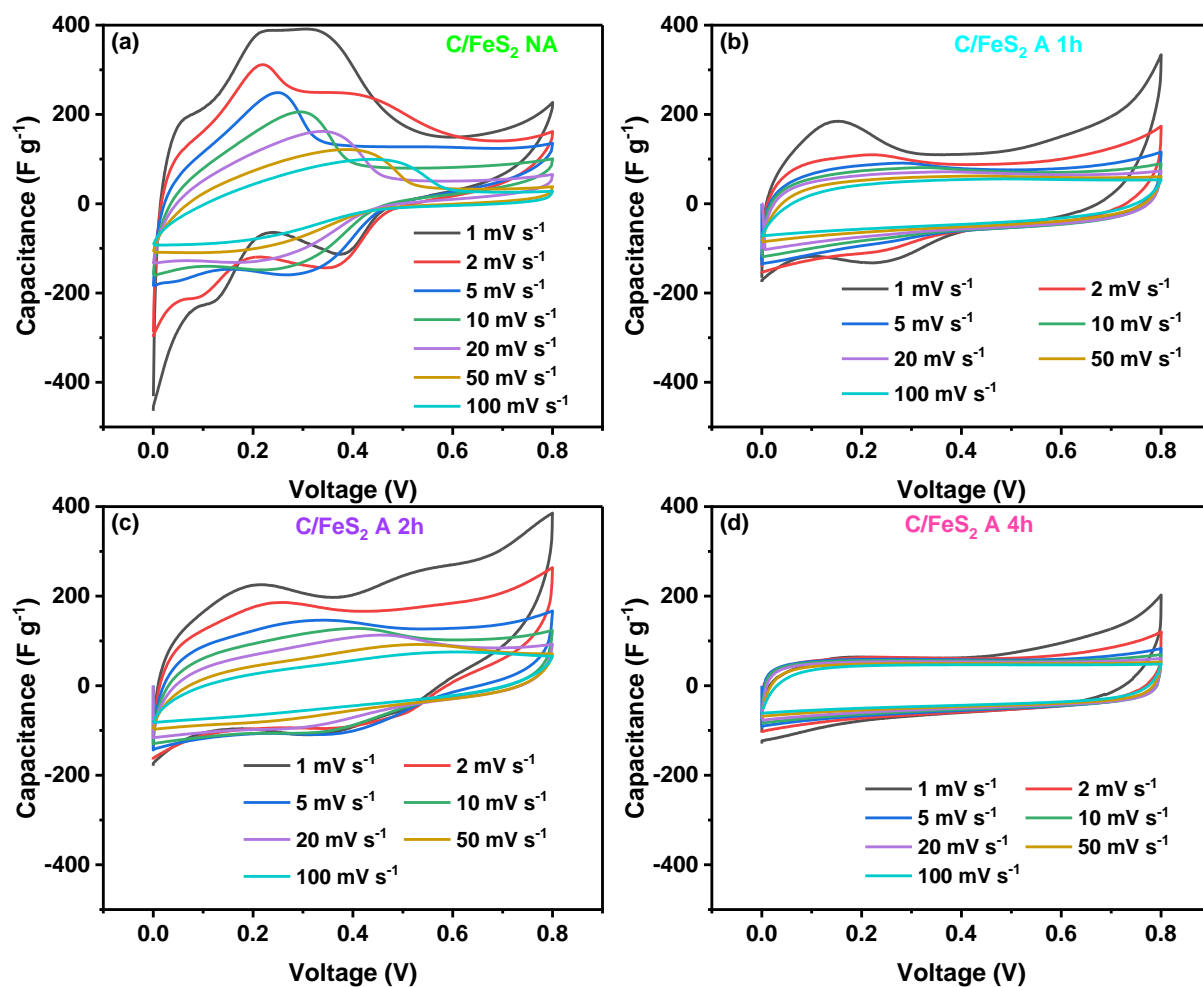 (a)
C/FeS₂ NA
400
200
0
-200
-400
Capacitance (F g⁻¹)
1 mV s⁻¹
2 mV s⁻¹
5 mV s⁻¹
10 mV s⁻¹
20 mV s⁻¹
50 mV s⁻¹
100 mV s⁻¹
0.0 0.2 0.4 0.6 0.8
Voltage (V)
(b)
C/FeS₂ A 1h
400
200
0
-200
-400
Capacitance (F g⁻¹)
1 mV s⁻¹ 2 mV s⁻¹
5 mV s⁻¹ 10 mV s⁻¹
20 mV s⁻¹ 50 mV s⁻¹
100 mV s⁻¹
0.0 0.2 0.4 0.6 0.8
Voltage (V)
(c)
C/FeS₂ A 2h
400
200
0
-200
-400
Capacitance (F g⁻¹)
1 mV s⁻¹ 2 mV s⁻¹
5 mV s⁻¹ 10 mV s⁻¹
20 mV s⁻¹ 50 mV s⁻¹
100 mV s⁻¹
0.0 0.2 0.4 0.6 0.8
Voltage (V)
(d)
C/FeS₂ A 4h
400
200
0
-200
-400
Capacitance (F g⁻¹)
1 mV s⁻¹ 2 mV s⁻¹
5 mV s⁻¹ 10 mV s⁻¹
20 mV s⁻¹ 50 mV s⁻¹
100 mV s⁻¹
0.0 0.2 0.4 0.6 0.8
Voltage (V)